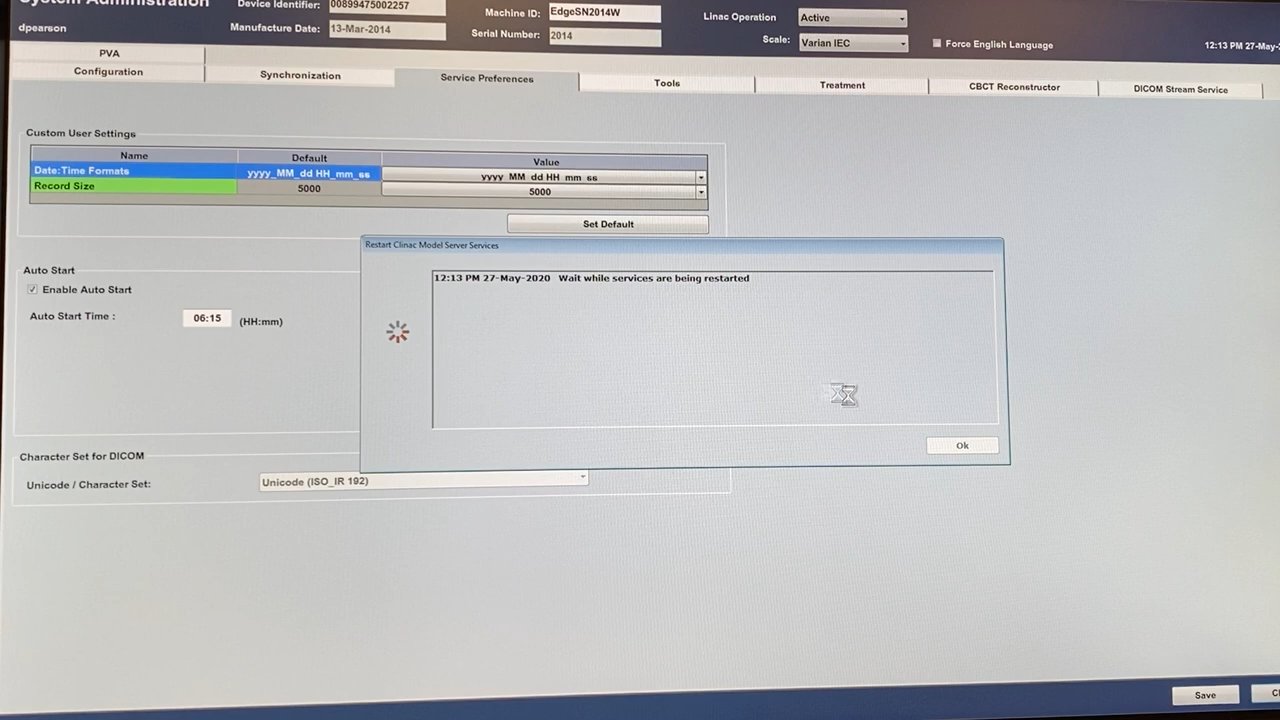 System Administration
Device Identifier: 00899475002257
Machine ID: EdgeSN2014W
Linac Operation Active
dpearson
Manufacture Date: 13-Mar-2014
Serial Number: 2014
Scale: Varian IEC
Force English Language
12:13 PM 27-May-
PVA
Configuration
Synchronization
Service Preferences
Tools
Treatment
CBCT Reconstructor
DICOM Stream Service
Custom User Settings
Name Default Value
Date:Time Formats yyyy_MM_dd HH_mm_ss yyyy_MM_dd HH_mm_ss
Record Size 5000 5000
Set Default
Restart Clinac Model Server Services
12:13 PM 27-May-2020 Wait while services are being restarted
Ok
Auto Start
Enable Auto Start
Auto Start Time : 06:15 (HH:mm)
Character Set for DICOM
Unicode / Character Set: Unicode (ISO_IR 192)
Save